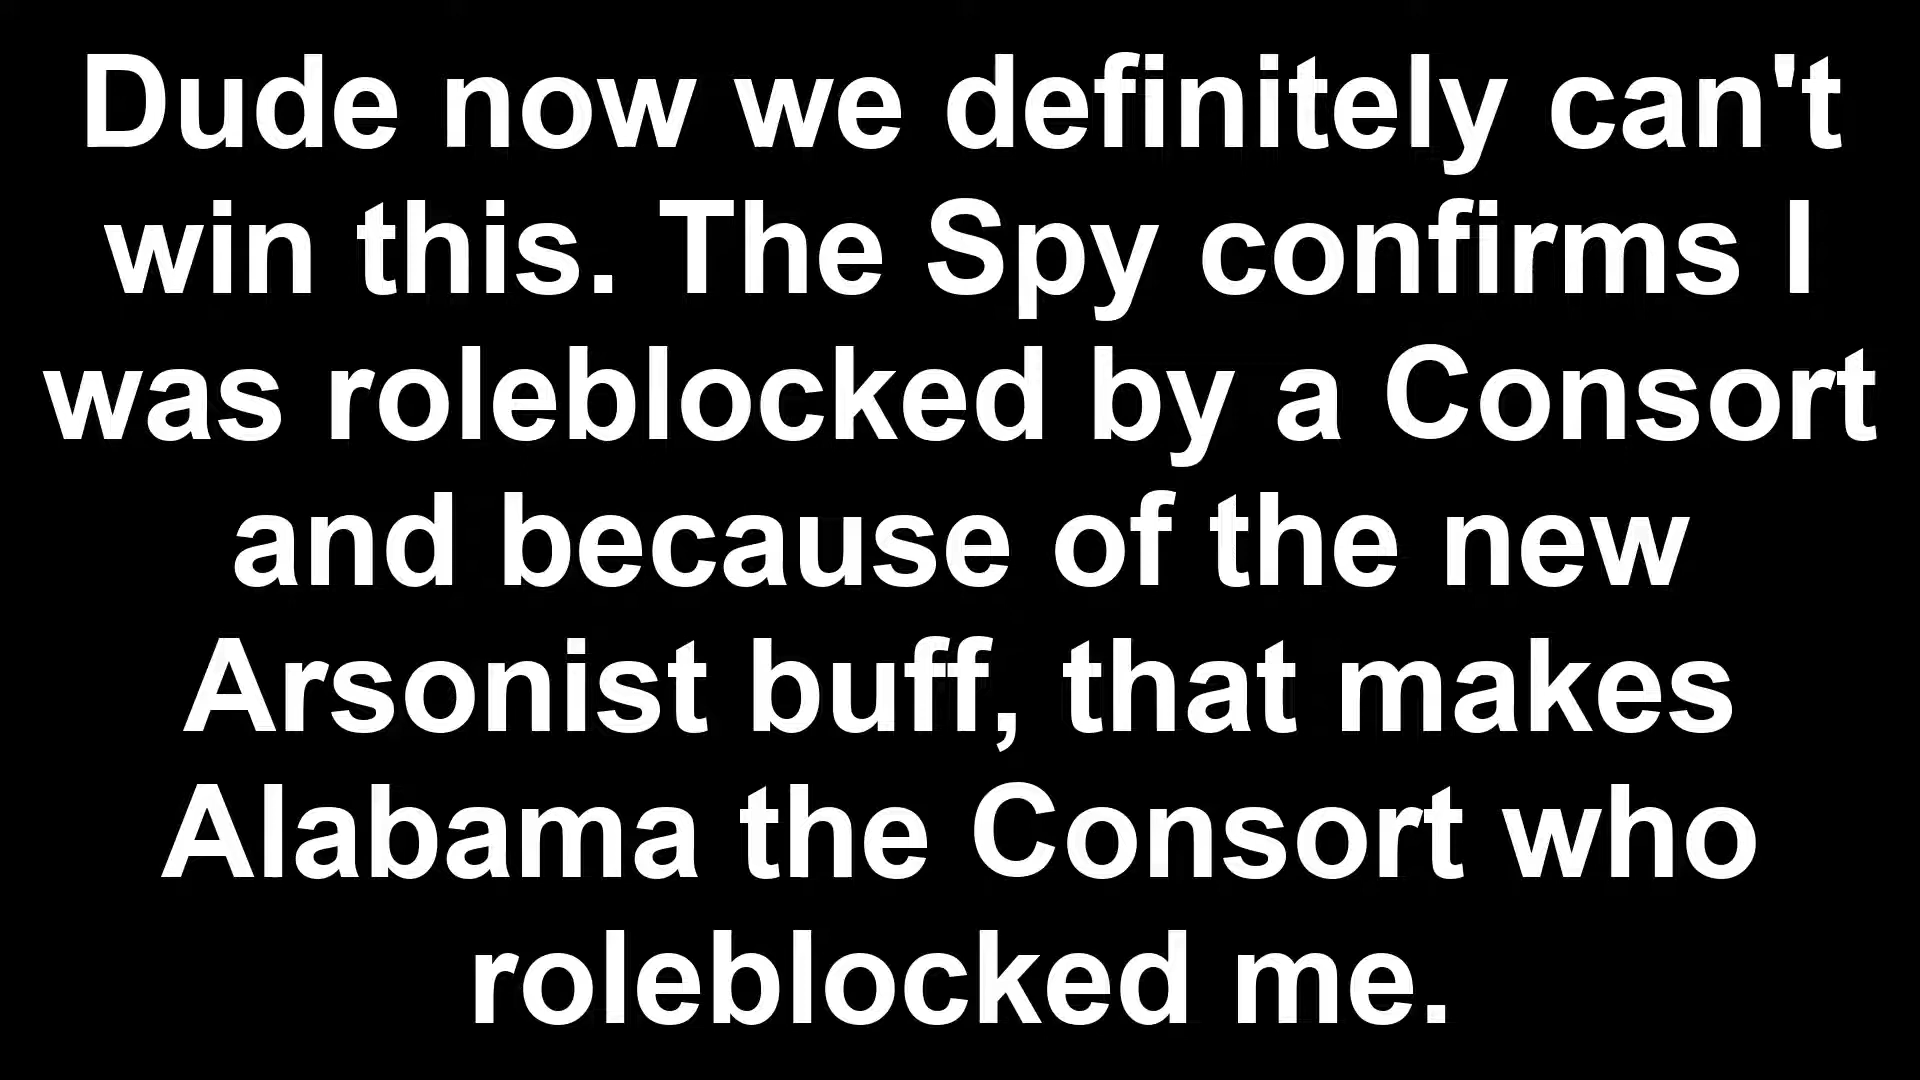 Dude now we definitely can't
win this. The Spy confirms I
was roleblocked by a Consort
and because of the new
Arsonist buff, that makes
Alabama the Consort who
roleblocked me.